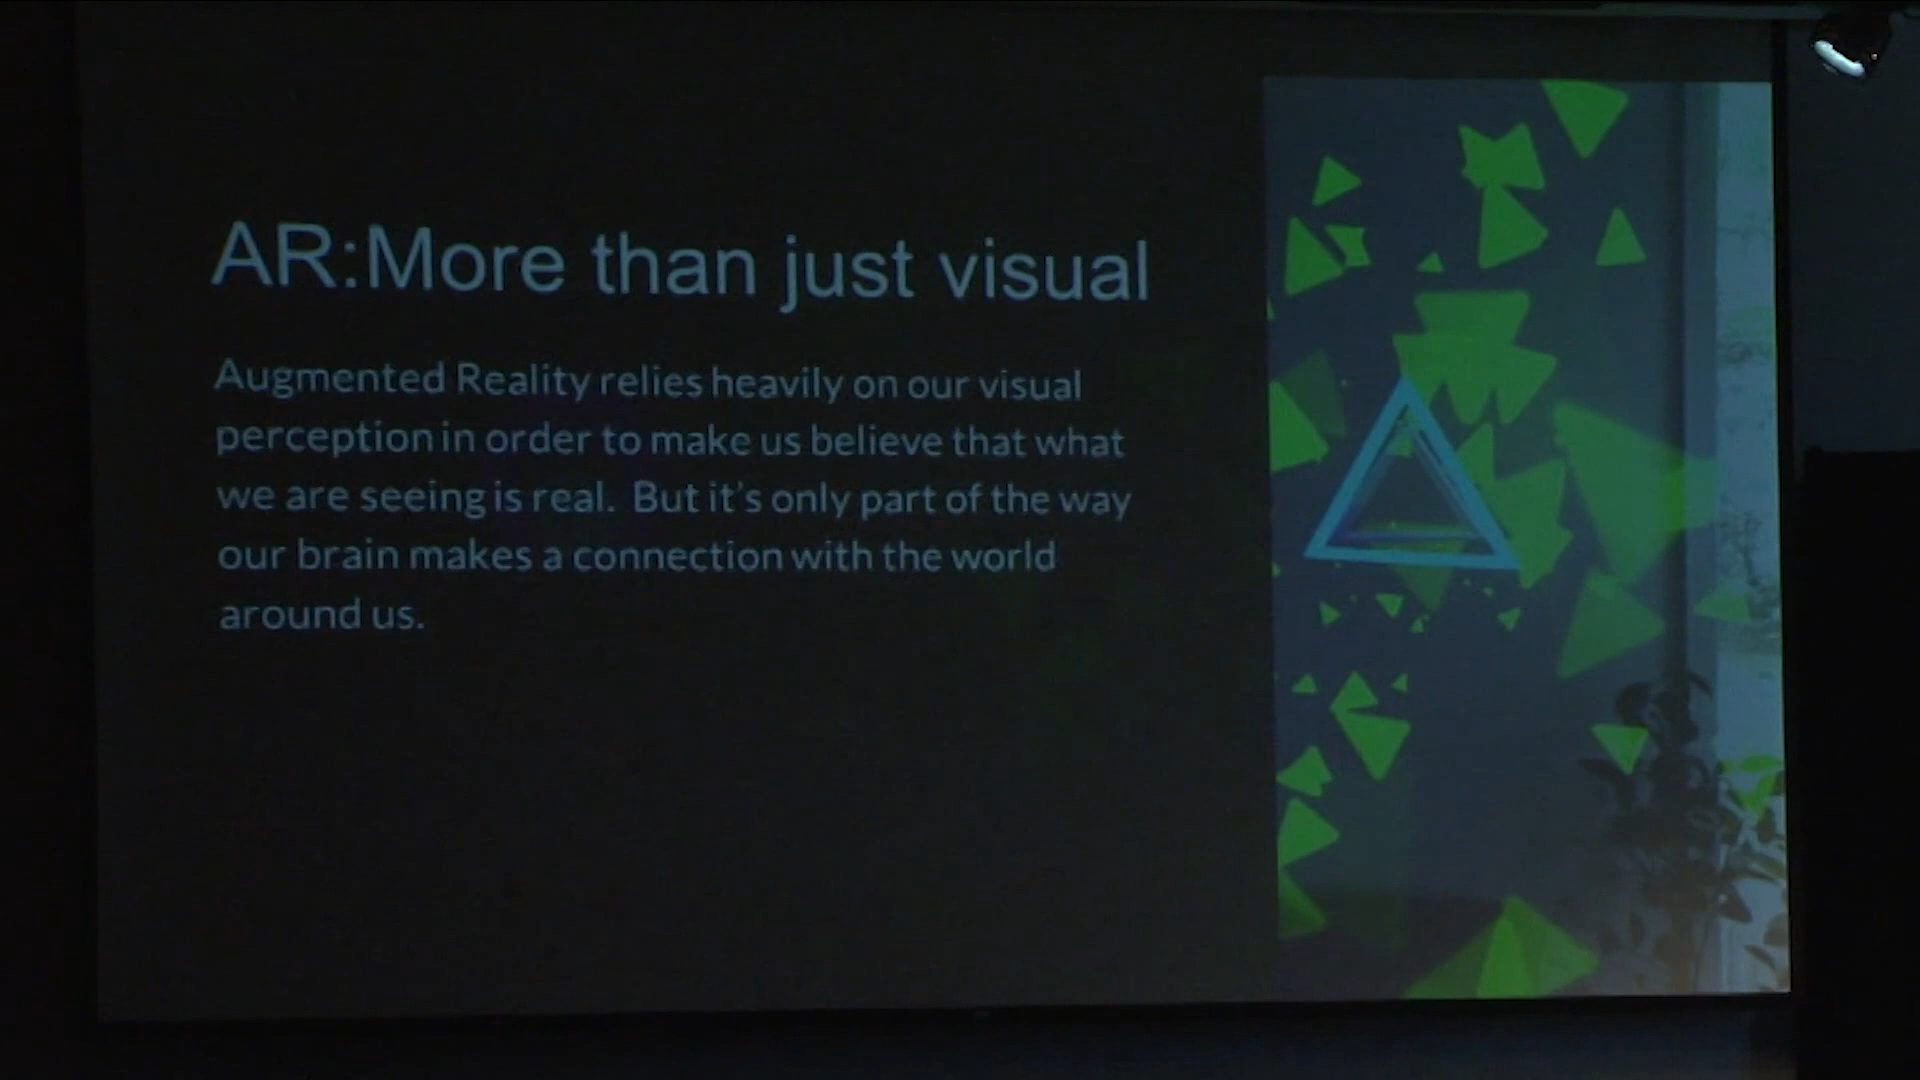 AR:More than just visual
Augmented Reality relies heavily on our visual
perception in order to make us believe that what
we are seeing is real. But it's only part of the way
our brain makes a connection with the world
around us.